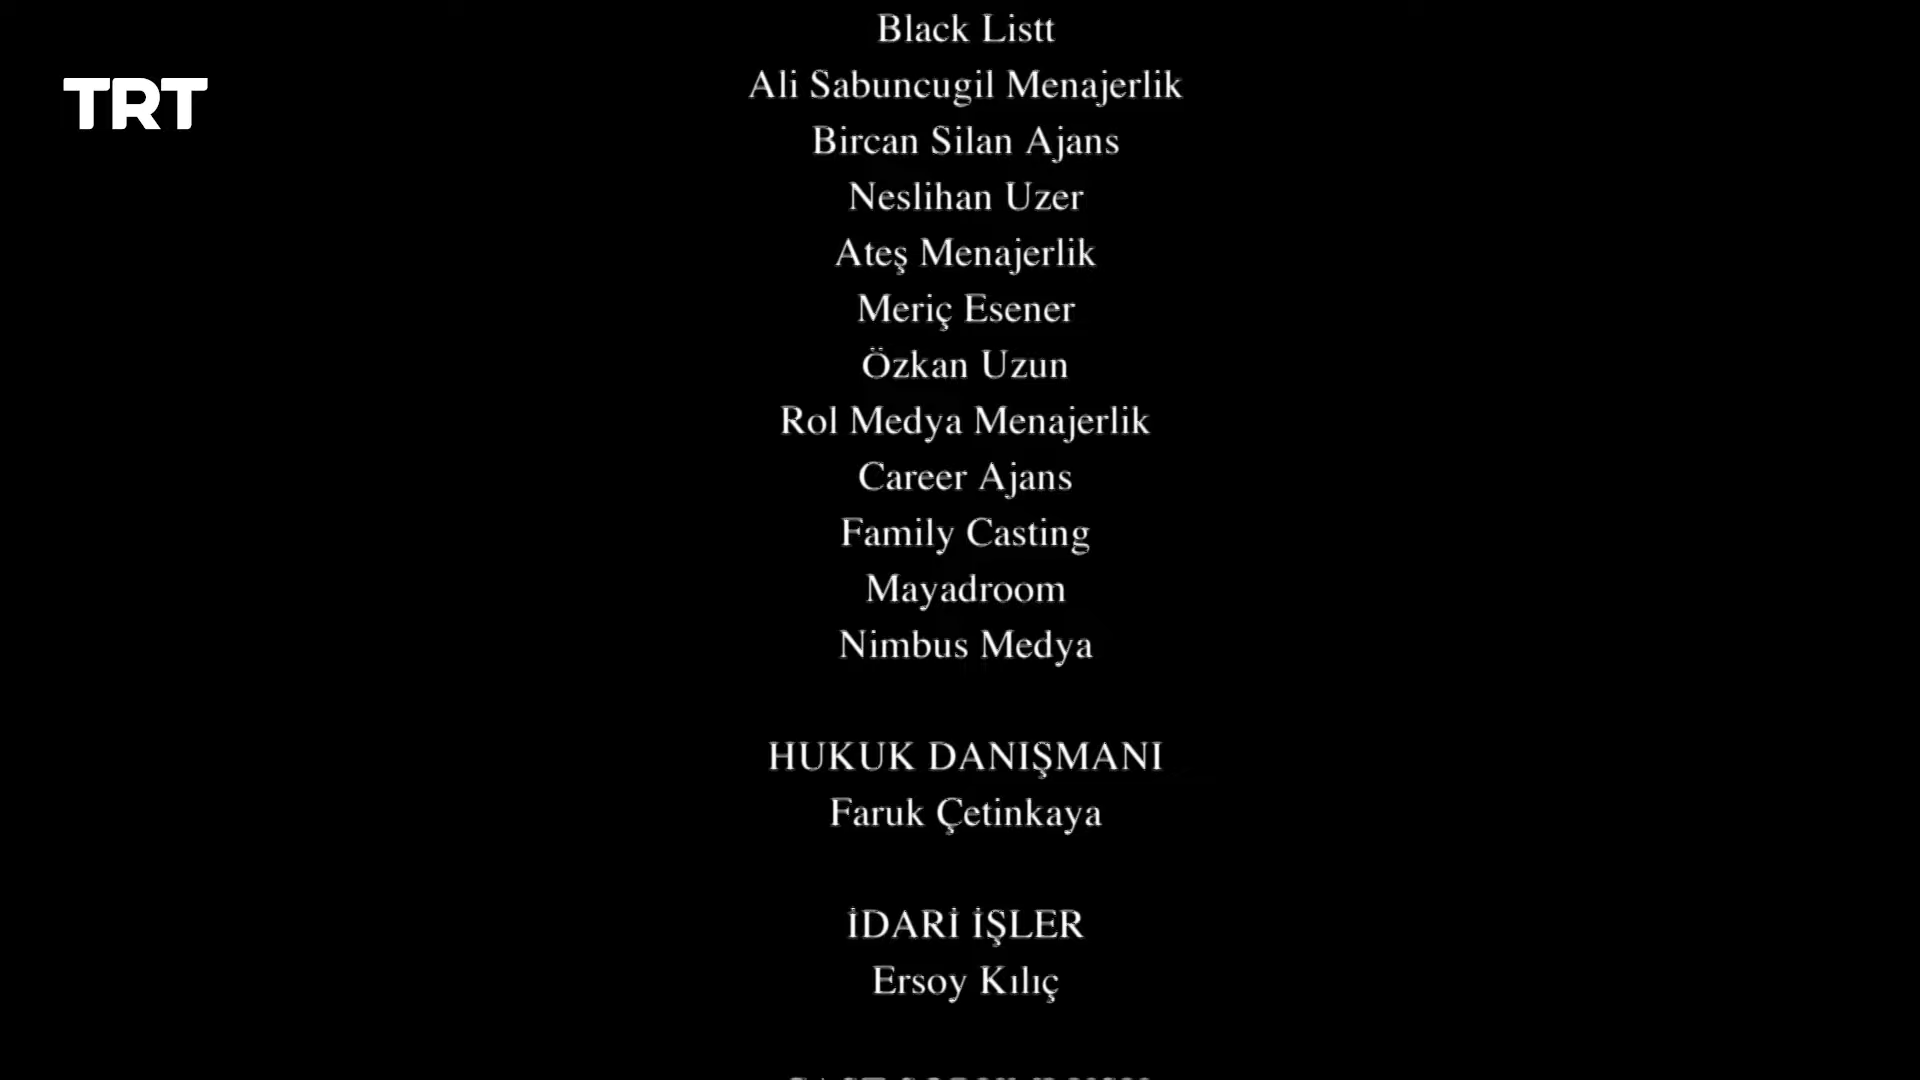 Black Listt
TRT
Ali Sabuncugil Menajerlik
Bircan Silan Ajans
Neslihan Uzer
Ateş Menajerlik
Meriç Esener
Özkan Uzun
Rol Medya Menajerlik
Career Ajans
Family Casting
Mayadroom
Nimbus Medya
HUKUK DANIŞMANI
Faruk Çetinkaya
İDARİ İŞLER
Ersoy Kılıç